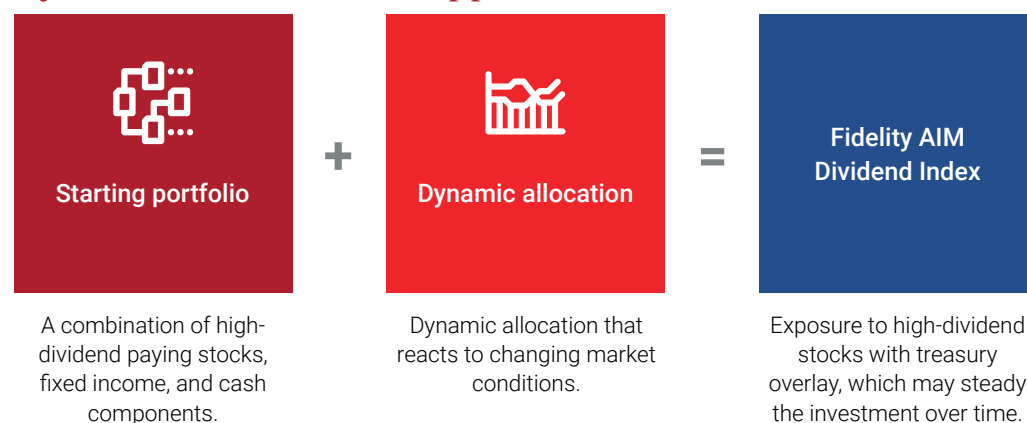 Starting portfolio
+
Dynamic allocation
=
Fidelity AIM
Dividend Index
A combination of high-
dividend paying stocks,
fixed income, and cash
components.
Dynamic allocation that
reacts to changing market
conditions.
Exposure to high-dividend
stocks with treasury
overlay, which may steady
the investment over time.